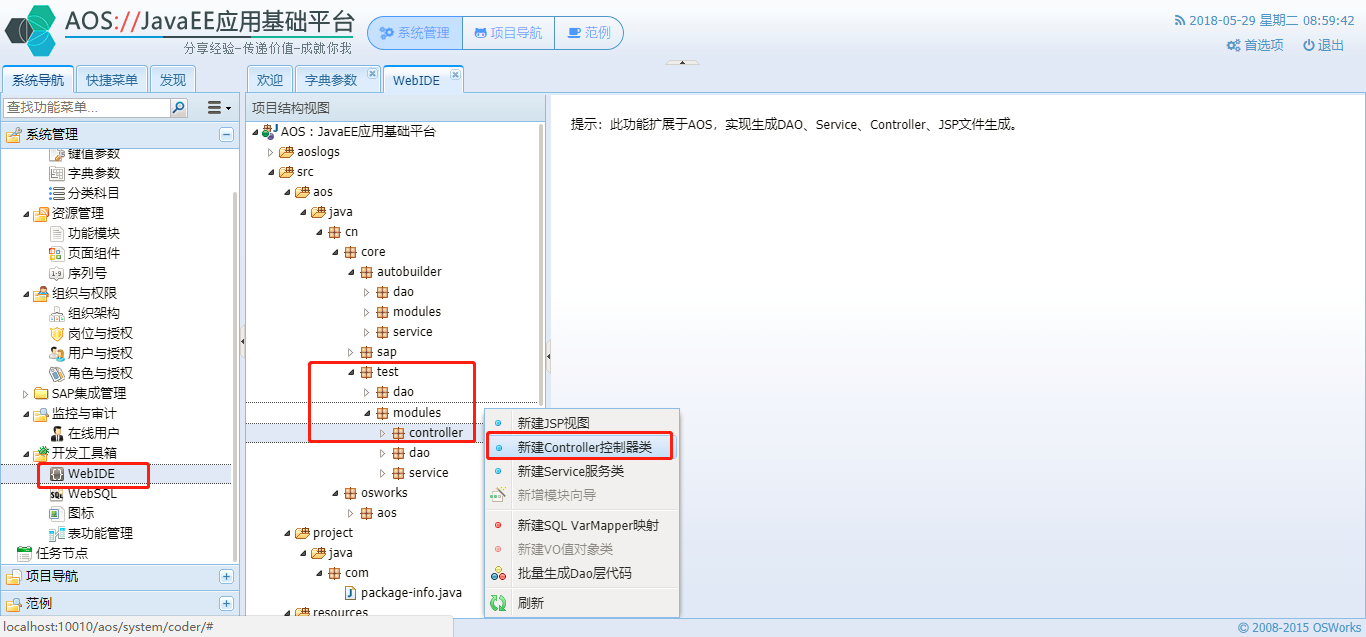 AOS://JavaEE应用基础平台
分享经验-传递价值-成就你我
系统管理
项目导航
范例
2018-05-29 星期二 08:59:42
首选项
退出
系统导航
快捷菜单
发现
欢迎
字典参数
WebIDE
查找功能菜单...
系统管理
键值参数
字典参数
分类科目
资源管理
功能模块
页面组件
序列号
组织与权限
组织架构
岗位与授权
用户与授权
角色与授权
SAP集成管理
监控与审计
在线用户
开发工具箱
WebIDE
WebSQL
图标
表功能管理
任务节点
项目导航
范例
项目结构视图
AOS：JavaEE应用基础平台
aoslogs
src
aos
java
cn
core
autobuilder
dao
modules
service
sap
test
dao
modules
controller
dao
service
osworks
aos
project
java
com
package-info.java
resources
新建JSP视图
新建Controller控制器类
新建Service服务类
新增模块向导
新建SQL VarMapper映射
新建VO值对象类
批量生成Dao层代码
刷新
提示：此功能扩展于AOS，实现生成DAO、Service、Controller、JSP文件生成。
localhost:10010/aos/system/coder/#
© 2008-2015 OSWorks